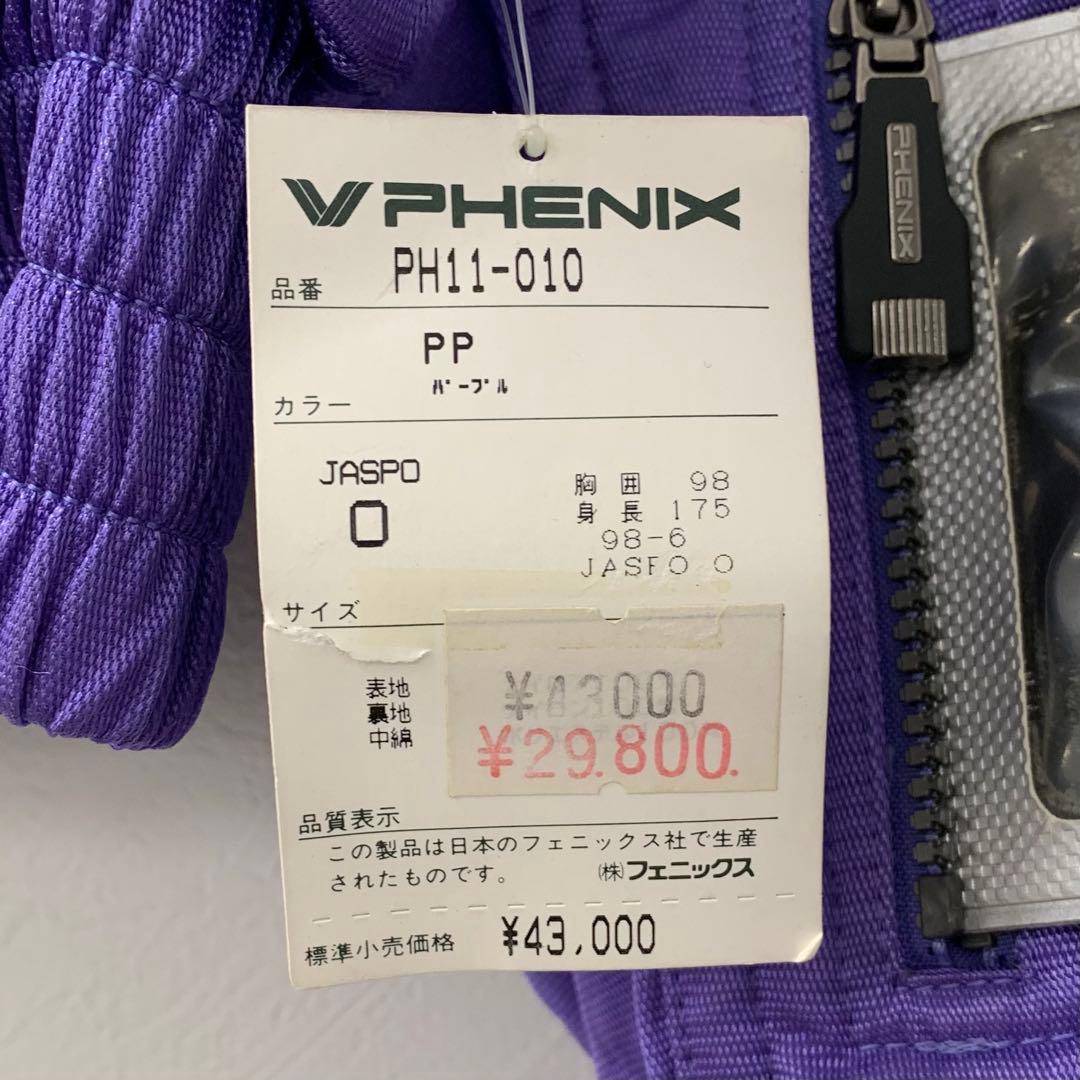 PHENIX
品番 PH11-010
PP
パープル
カラー
JASPO
O
胸囲 98
身長 175
98-6
JASPO O
サイズ
表地
裏地
中綿
¥43000
¥29.800.
品質表示
この製品は日本のフェニックス社で生産
されたものです。 (株)フェニックス
標準小売価格 ¥43,000
PHENIX